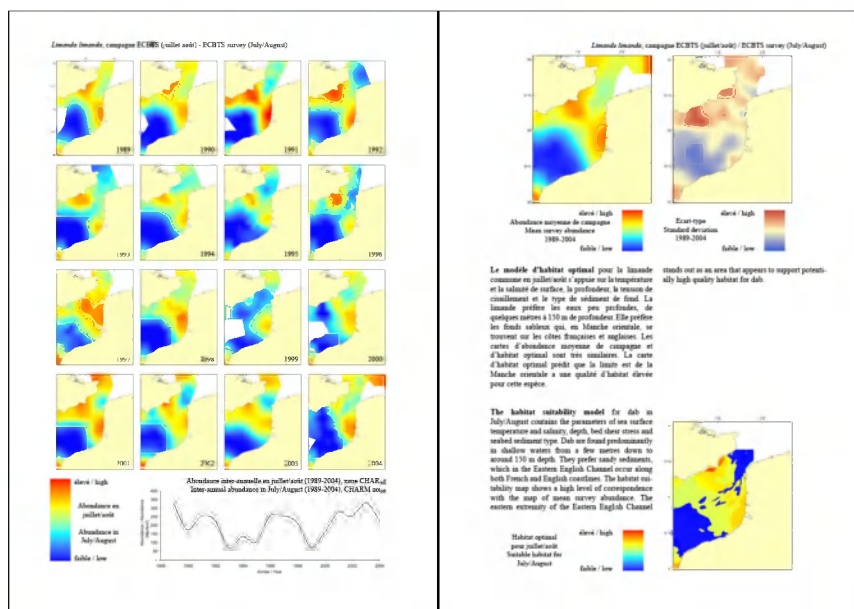 Limanda limanda, campagne ECBTS (juillet août) - ECBTS survey (July/August)
1989
1990
1991
1992
1993
1994
1995
1996
1997
1998
1999
2000
2001
2002
2003
2004
élevé / high
Abondance en
juillet/août
Abundance in
July/August
faible / low
Abondance inter-annuelle en juillet/août (1989-2004), zone CHARM
Inter-annual abundance in July/August (1989-2004), CHARM
Limanda limanda, campagne ECBTS (juillet/août) / ECBTS survey (July/August)
élevé / high
Abondance moyenne de campagne
Mean survey abundance
1989-2004
faible / low
élevé / high
Ecart-type
Standard deviation
1989-2004
faible / low
Le modèle d'habitat optimal pour la limande
commune en juillet/août s'appuie sur la température
et la salinité de surface, la profondeur, la tension de
cisaillement et le type de sédiment de fond. La
limande préfère les eaux peu profondes, de
quelques mètres à 150 m de profondeur. Elle préfère
les fonds sableux qui, en Manche orientale, se
trouvent sur les côtes françaises et anglaises. Les
cartes d'abondance moyenne de campagne et
d'habitat optimal sont très similaires. La carte
d'habitat optimal prédit que la limite est de la
Manche orientale a une qualité d'habitat élevée
pour cette espèce.
The habitat suitability model for dab in
July/August contains the parameters of sea surface
temperature and salinity, depth, bed shear stress and
seabed sediment type. Dab are found predominantly
in shallow waters from a few metres down to
around 150 m depth. They prefer sandy sediments,
which in the Eastern English Channel occur along
both French and English coastlines. The habitat sui-
tability map shows a high level of correspondence
with the map of mean survey abundance. The
eastern extremity of the Eastern English Channel
stands out as an area that appears to support potenti-
ally high quality habitat for dab.
Habitat optimal
pour juillet/août
Suitable habitat for
July/August
élevé / high
faible / low